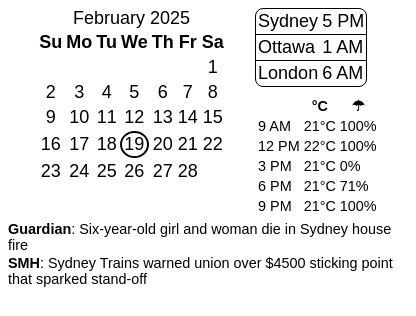 February 2025
Su Mo Tu We Th Fr Sa
1
2 3 4 5 6 7 8
9 10 11 12 13 14 15
16 17 18 19 20 21 22
23 24 25 26 27 28
Sydney 5 PM
Ottawa 1 AM
London 6 AM
°C ☂
9 AM 21°C 100%
12 PM 22°C 100%
3 PM 21°C 0%
6 PM 21°C 71%
9 PM 21°C 100%
Guardian: Six-year-old girl and woman die in Sydney house
fire
SMH: Sydney Trains warned union over $4500 sticking point
that sparked stand-off